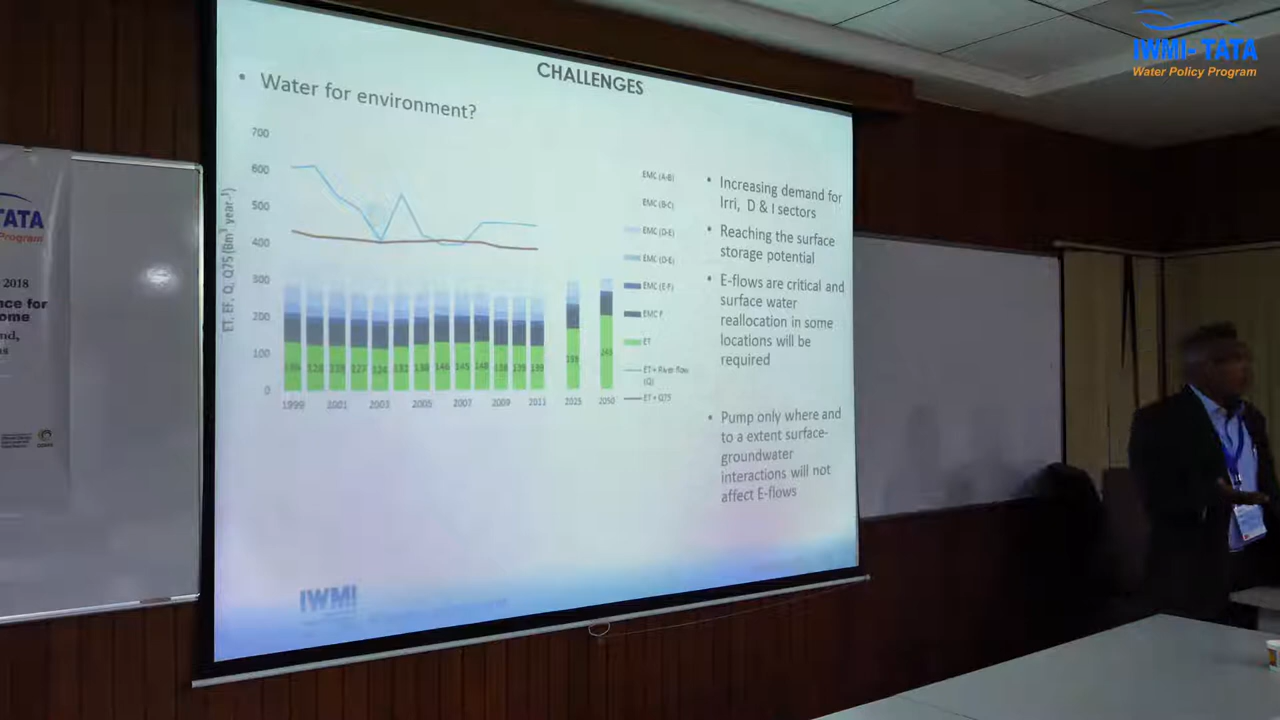 IWMI- TATA
Water Policy Program
CHALLENGES
• Water for environment?
ET, EF, Q, Q75 (Bm³ year⁻¹)
700
600
500
400
300
200
100
0
1999
2001
2003
2005
2007
2009
2011
2025
2050
EMC (A-B)
EMC (B-C)
EMC (D-E)
EMC (D-E)
EMC (E-F)
EMC F
ET
ET+ River flow
(Q)
ET + Q75
• Increasing demand for
Irri, D & I sectors
• Reaching the surface
storage potential
• E-flows are critical and
surface water
reallocation in some
locations will be
required
• Pump only where and
to a extent surface-
groundwater
interactions will not
affect E-flows
IWMI
TATA
Program
2018
nce for
ome
nd,
s